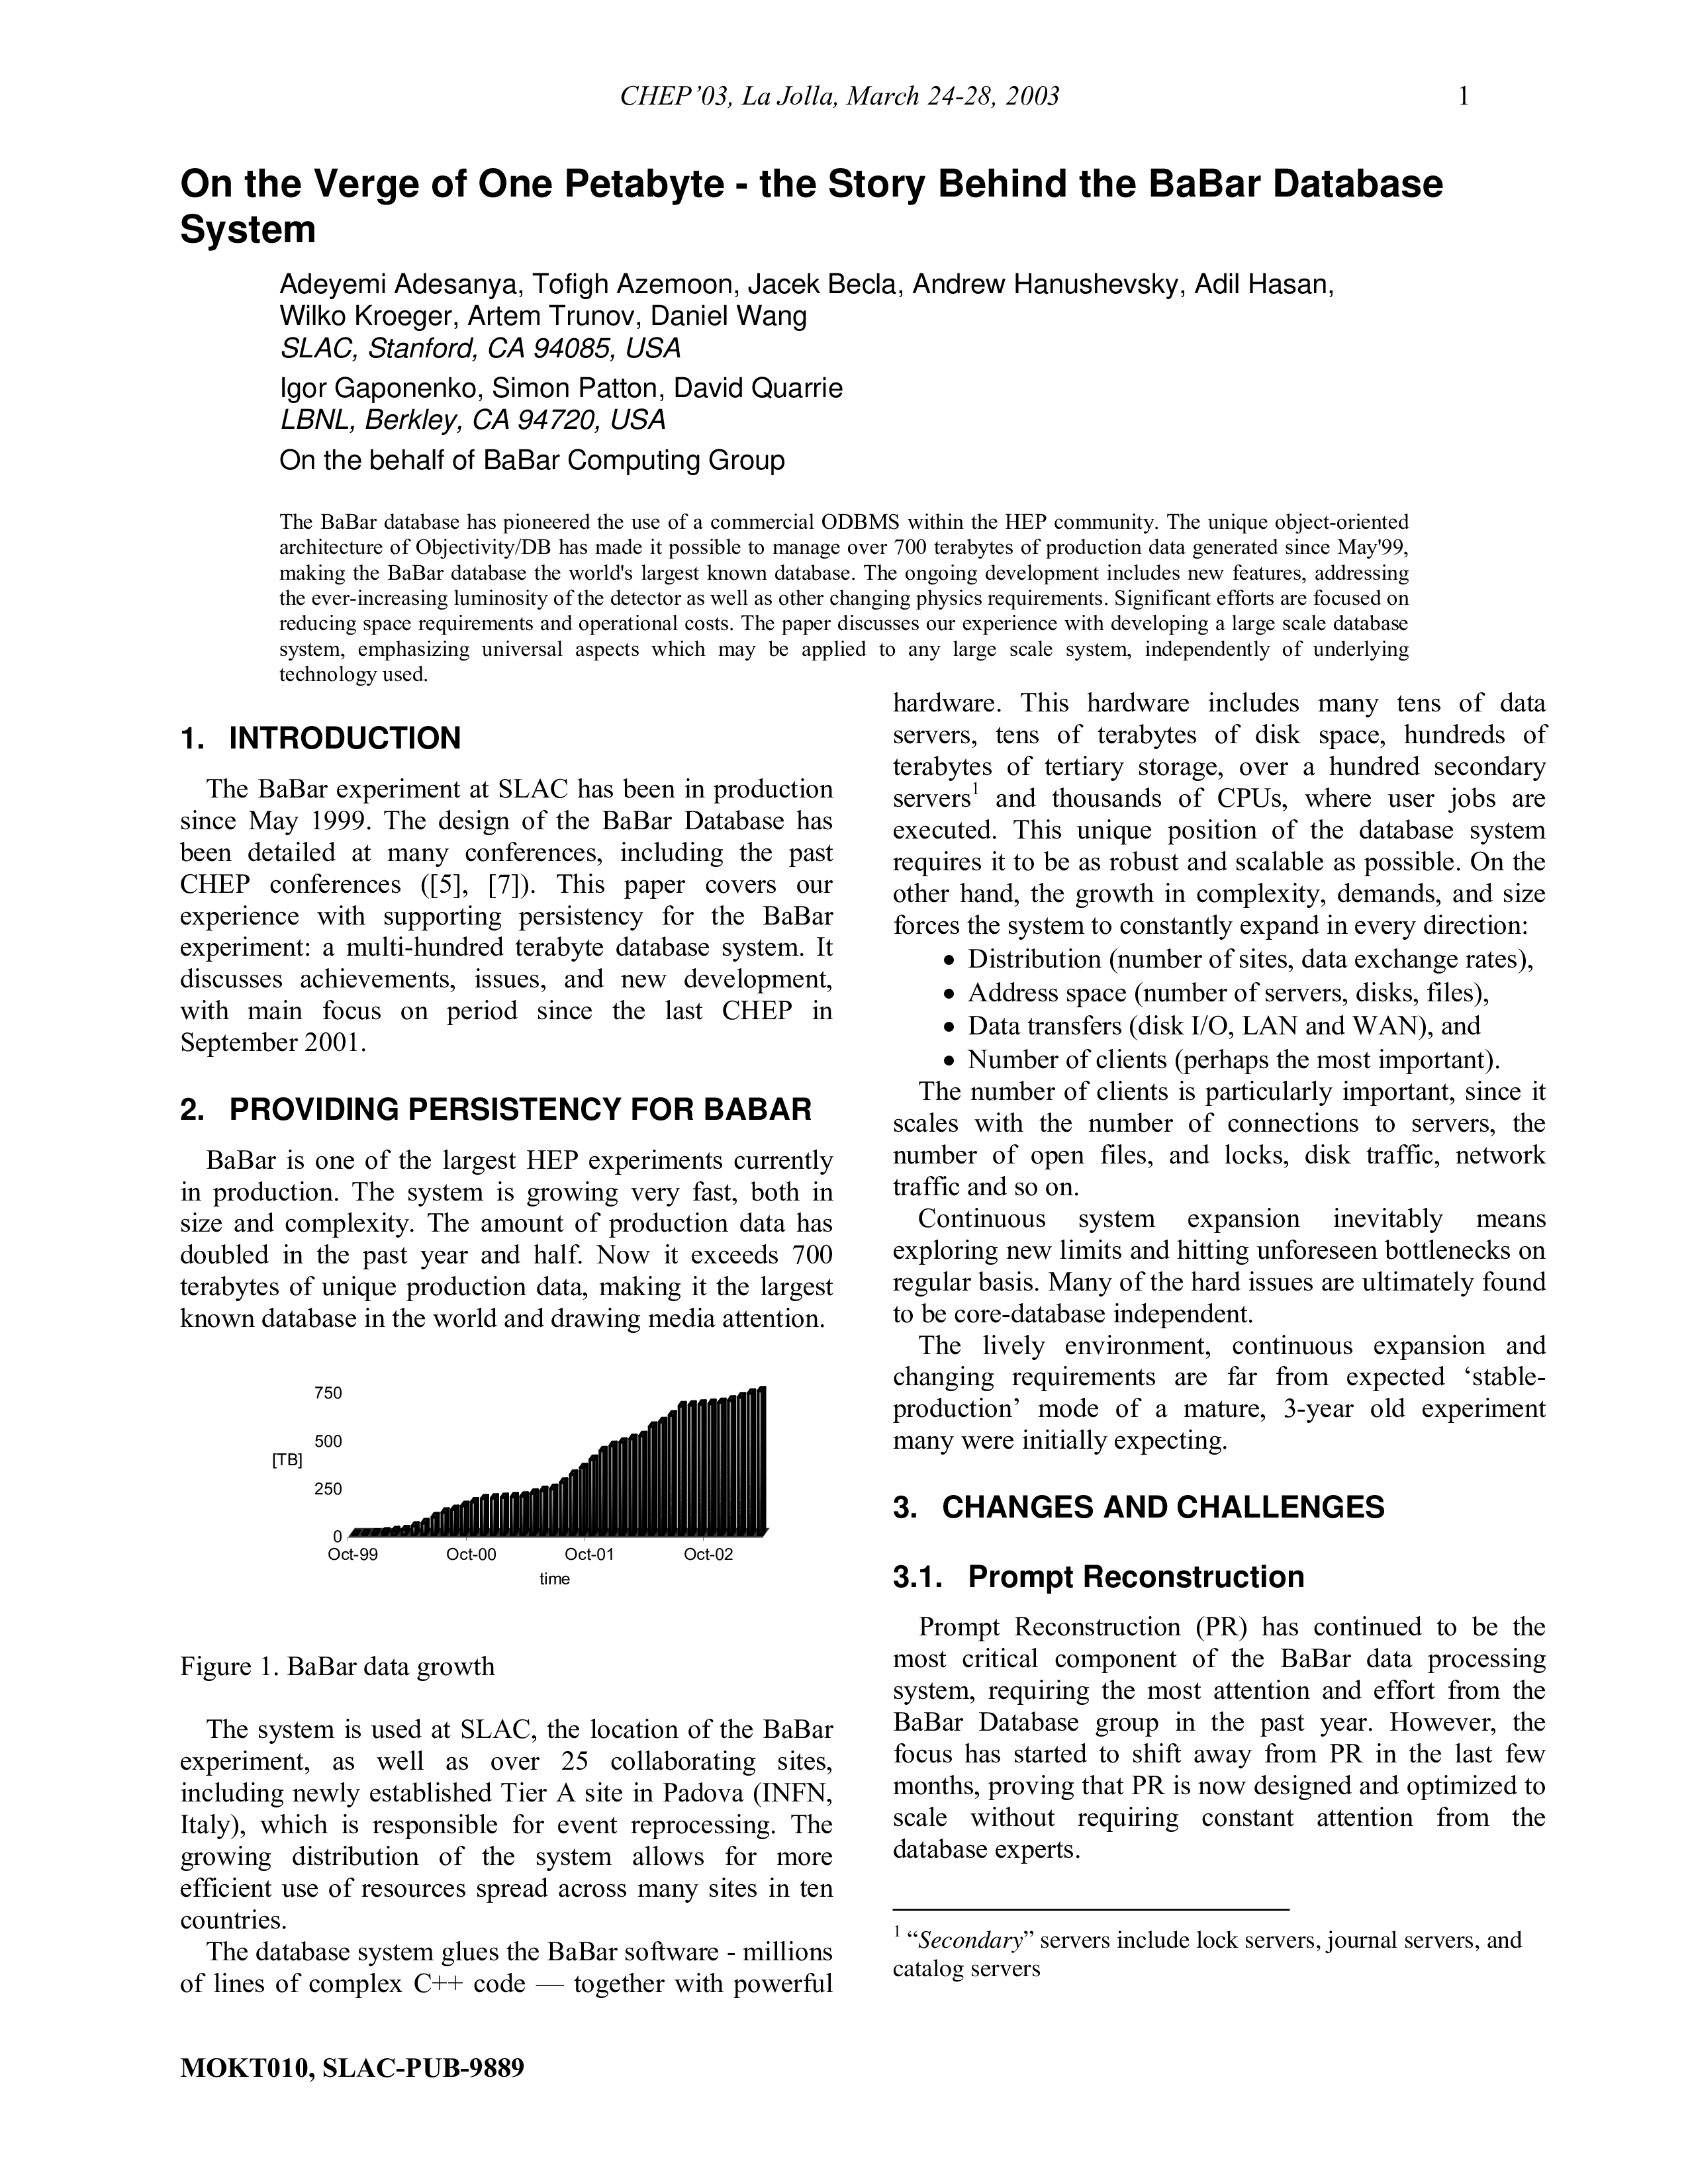 CHEP’03, La Jolla, March 24-28, 2003
1
On the Verge of One Petabyte - the Story Behind the BaBar Database
System
Adeyemi Adesanya, Tofigh Azemoon, Jacek Becla, Andrew Hanushevsky, Adil Hasan,
Wilko Kroeger, Artem Trunov, Daniel Wang
SLAC, Stanford, CA 94085, USA
Igor Gaponenko, Simon Patton, David Quarrie
LBNL, Berkley, CA 94720, USA
On the behalf of BaBar Computing Group
The BaBar database has pioneered the use of a commercial ODBMS within the HEP community. The unique object-oriented
architecture of Objectivity/DB has made it possible to manage over 700 terabytes of production data generated since May'99,
making the BaBar database the world's largest known database. The ongoing development includes new features, addressing
the ever-increasing luminosity of the detector as well as other changing physics requirements. Significant efforts are focused on
reducing space requirements and operational costs. The paper discusses our experience with developing a large scale database
system, emphasizing universal aspects which may be applied to any large scale system, independently of underlying
technology used.
1. INTRODUCTION
The BaBar experiment at SLAC has been in production
since May 1999. The design of the BaBar Database has
been detailed at many conferences, including the past
CHEP conferences ([5], [7]). This paper covers our
experience with supporting persistency for the BaBar
experiment: a multi-hundred terabyte database system. It
discusses achievements, issues, and new development,
with main focus on period since the last CHEP in
September 2001.
2. PROVIDING PERSISTENCY FOR BABAR
BaBar is one of the largest HEP experiments currently
in production. The system is growing very fast, both in
size and complexity. The amount of production data has
doubled in the past year and half. Now it exceeds 700
terabytes of unique production data, making it the largest
known database in the world and drawing media attention.
750
500
[TB]
250
0
Oct-99 Oct-00 Oct-01 Oct-02
time
Figure 1. BaBar data growth
The system is used at SLAC, the location of the BaBar
experiment, as well as over 25 collaborating sites,
including newly established Tier A site in Padova (INFN,
Italy), which is responsible for event reprocessing. The
growing distribution of the system allows for more
efficient use of resources spread across many sites in ten
countries.
The database system glues the BaBar software - millions
of lines of complex C++ code — together with powerful
hardware. This hardware includes many tens of data
servers, tens of terabytes of disk space, hundreds of
terabytes of tertiary storage, over a hundred secondary
servers1 and thousands of CPUs, where user jobs are
executed. This unique position of the database system
requires it to be as robust and scalable as possible. On the
other hand, the growth in complexity, demands, and size
forces the system to constantly expand in every direction:
• Distribution (number of sites, data exchange rates),
• Address space (number of servers, disks, files),
• Data transfers (disk I/O, LAN and WAN), and
• Number of clients (perhaps the most important).
The number of clients is particularly important, since it
scales with the number of connections to servers, the
number of open files, and locks, disk traffic, network
traffic and so on.
Continuous system expansion inevitably means
exploring new limits and hitting unforeseen bottlenecks on
regular basis. Many of the hard issues are ultimately found
to be core-database independent.
The lively environment, continuous expansion and
changing requirements are far from expected ‘stable-
production’ mode of a mature, 3-year old experiment
many were initially expecting.
3. CHANGES AND CHALLENGES
3.1. Prompt Reconstruction
Prompt Reconstruction (PR) has continued to be the
most critical component of the BaBar data processing
system, requiring the most attention and effort from the
BaBar Database group in the past year. However, the
focus has started to shift away from PR in the last few
months, proving that PR is now designed and optimized to
scale without requiring constant attention from the
database experts.
1 “Secondary” servers include lock servers, journal servers, and
catalog servers
MOKT010, SLAC-PUB-9889